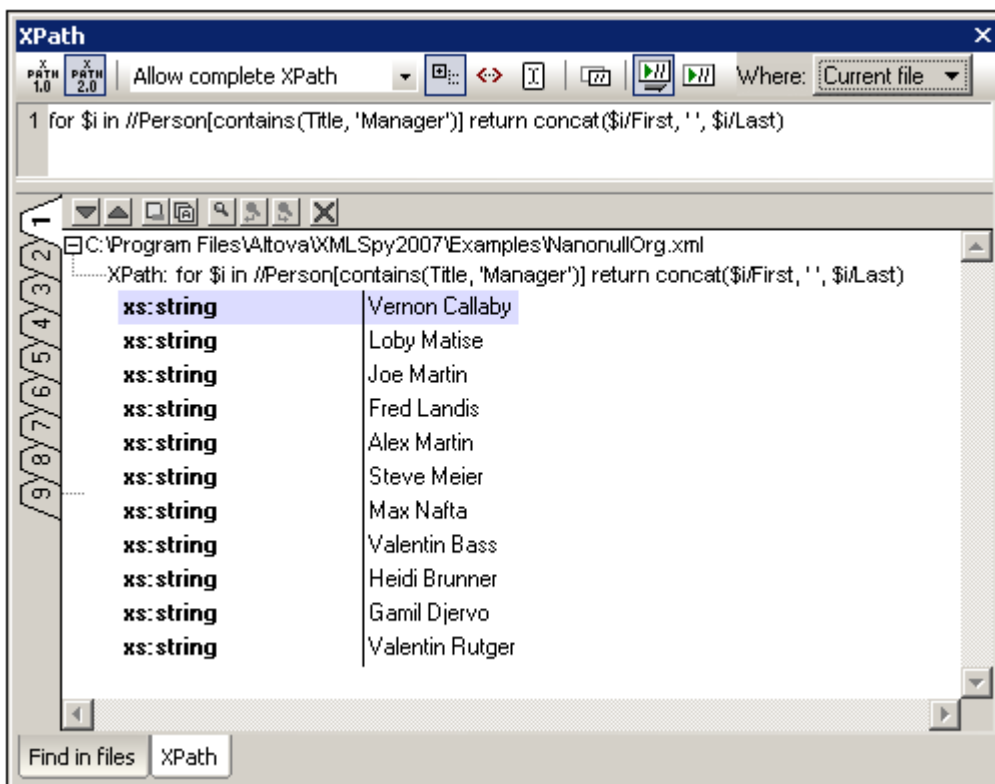 XPath
X PATH 1.0 X PATH 2.0 Allow complete XPath Where: Current file
1 for $i in //Person[contains(Title, 'Manager')] return concat($i/First, ' ', $i/Last)
1
2
3
4
5
6
7
8
9
C:\Program Files\Altova\XMLSpy2007\Examples\NanonullOrg.xml
XPath: for $i in //Person[contains(Title, 'Manager')] return concat($i/First, ' ', $i/Last)
xs:string Vernon Callaby
xs:string Loby Matise
xs:string Joe Martin
xs:string Fred Landis
xs:string Alex Martin
xs:string Steve Meier
xs:string Max Nafta
xs:string Valentin Bass
xs:string Heidi Brunner
xs:string Gamil Djervo
xs:string Valentin Rutger
Find in files XPath